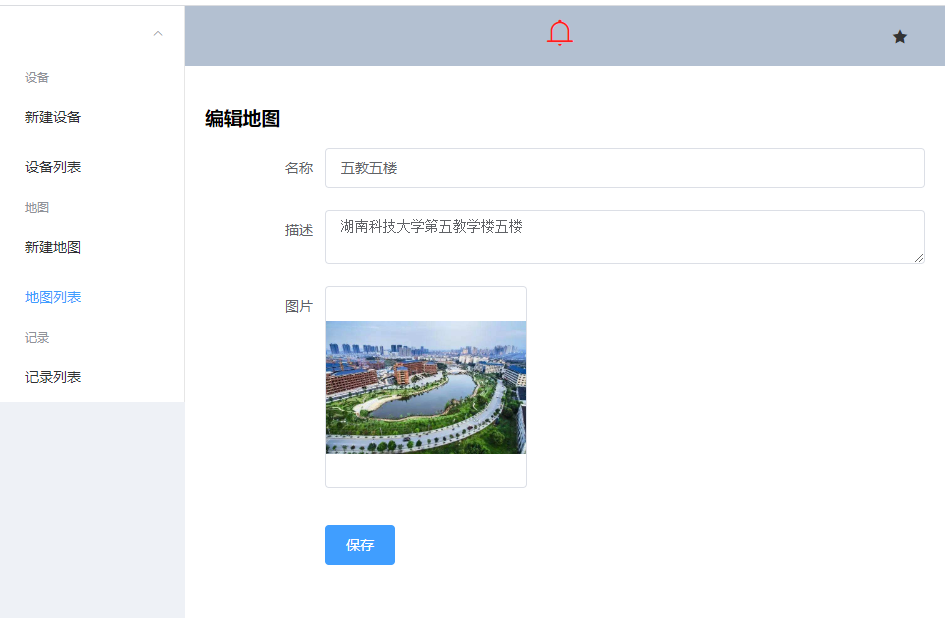 设备
新建设备
设备列表
地图
新建地图
地图列表
记录
记录列表
编辑地图
名称
五教五楼
描述
湖南科技大学第五教学楼五楼
图片
保存